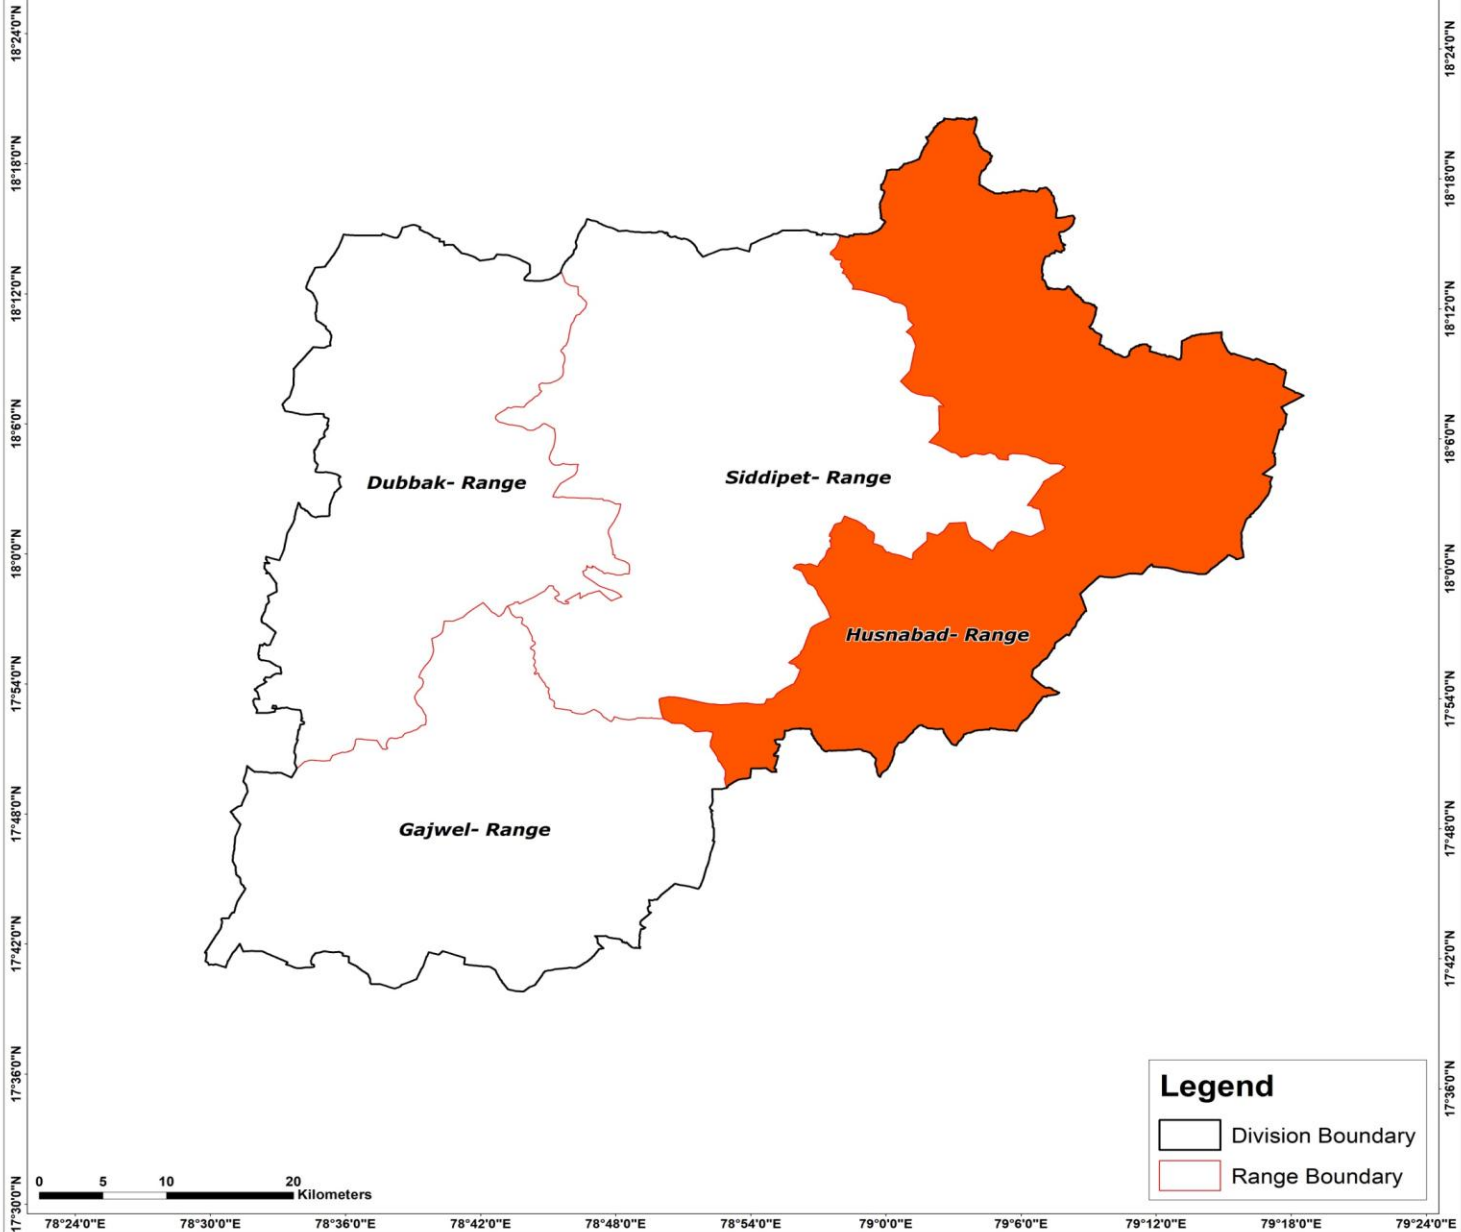 18°24'0"N
18°18'0"N
18°12'0"N
18°6'0"N
18°0'0"N
17°54'0"N
17°48'0"N
17°42'0"N
17°36'0"N
17°30'0"N
18°24'0"N
18°18'0"N
18°12'0"N
18°6'0"N
18°0'0"N
17°54'0"N
17°48'0"N
17°42'0"N
17°36'0"N
17°30'0"N
Dubbak- Range
Siddipet- Range
Husnabad- Range
Gajwel- Range
Legend
Division Boundary
Range Boundary
0 5 10 20
Kilometers
78°24'0"E 78°30'0"E 78°36'0"E 78°42'0"E 78°48'0"E 78°54'0"E 79°0'0"E 79°6'0"E 79°12'0"E 79°18'0"E 79°24'0"E